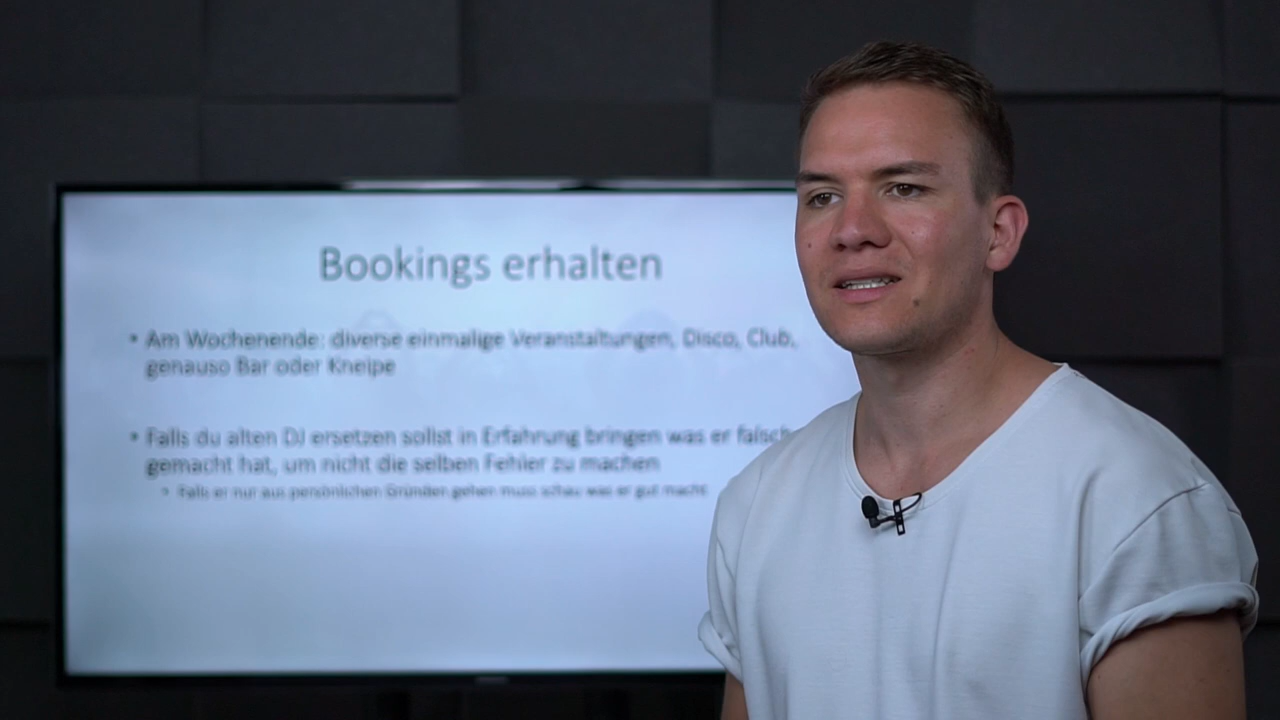 Bookings erhalten
• Am Wochenende: diverse einmalige Veranstaltungen, Disco, Club,
genauso Bar oder Kneipe
• Falls du alten DJ ersetzen sollst in Erfahrung bringen was er falsch
gemacht hat, um nicht die selben Fehler zu machen
• Falls er nur aus persönlichen Gründen gehen muss schau was er gut macht